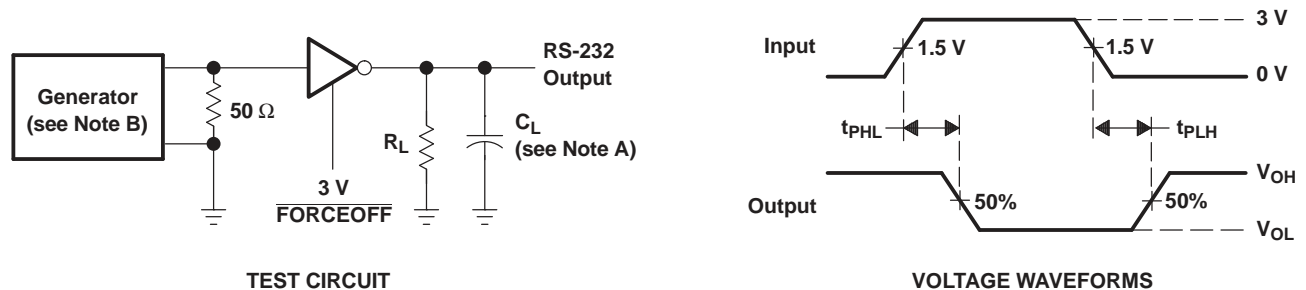 Generator
(see Note B)
50 Ω
3 V
FORCEOFF
R_L
C_L
(see Note A)
RS-232
Output
TEST CIRCUIT
Input
1.5 V
1.5 V
3 V
0 V
t_PHL
t_PLH
Output
50%
50%
V_OH
V_OL
VOLTAGE WAVEFORMS